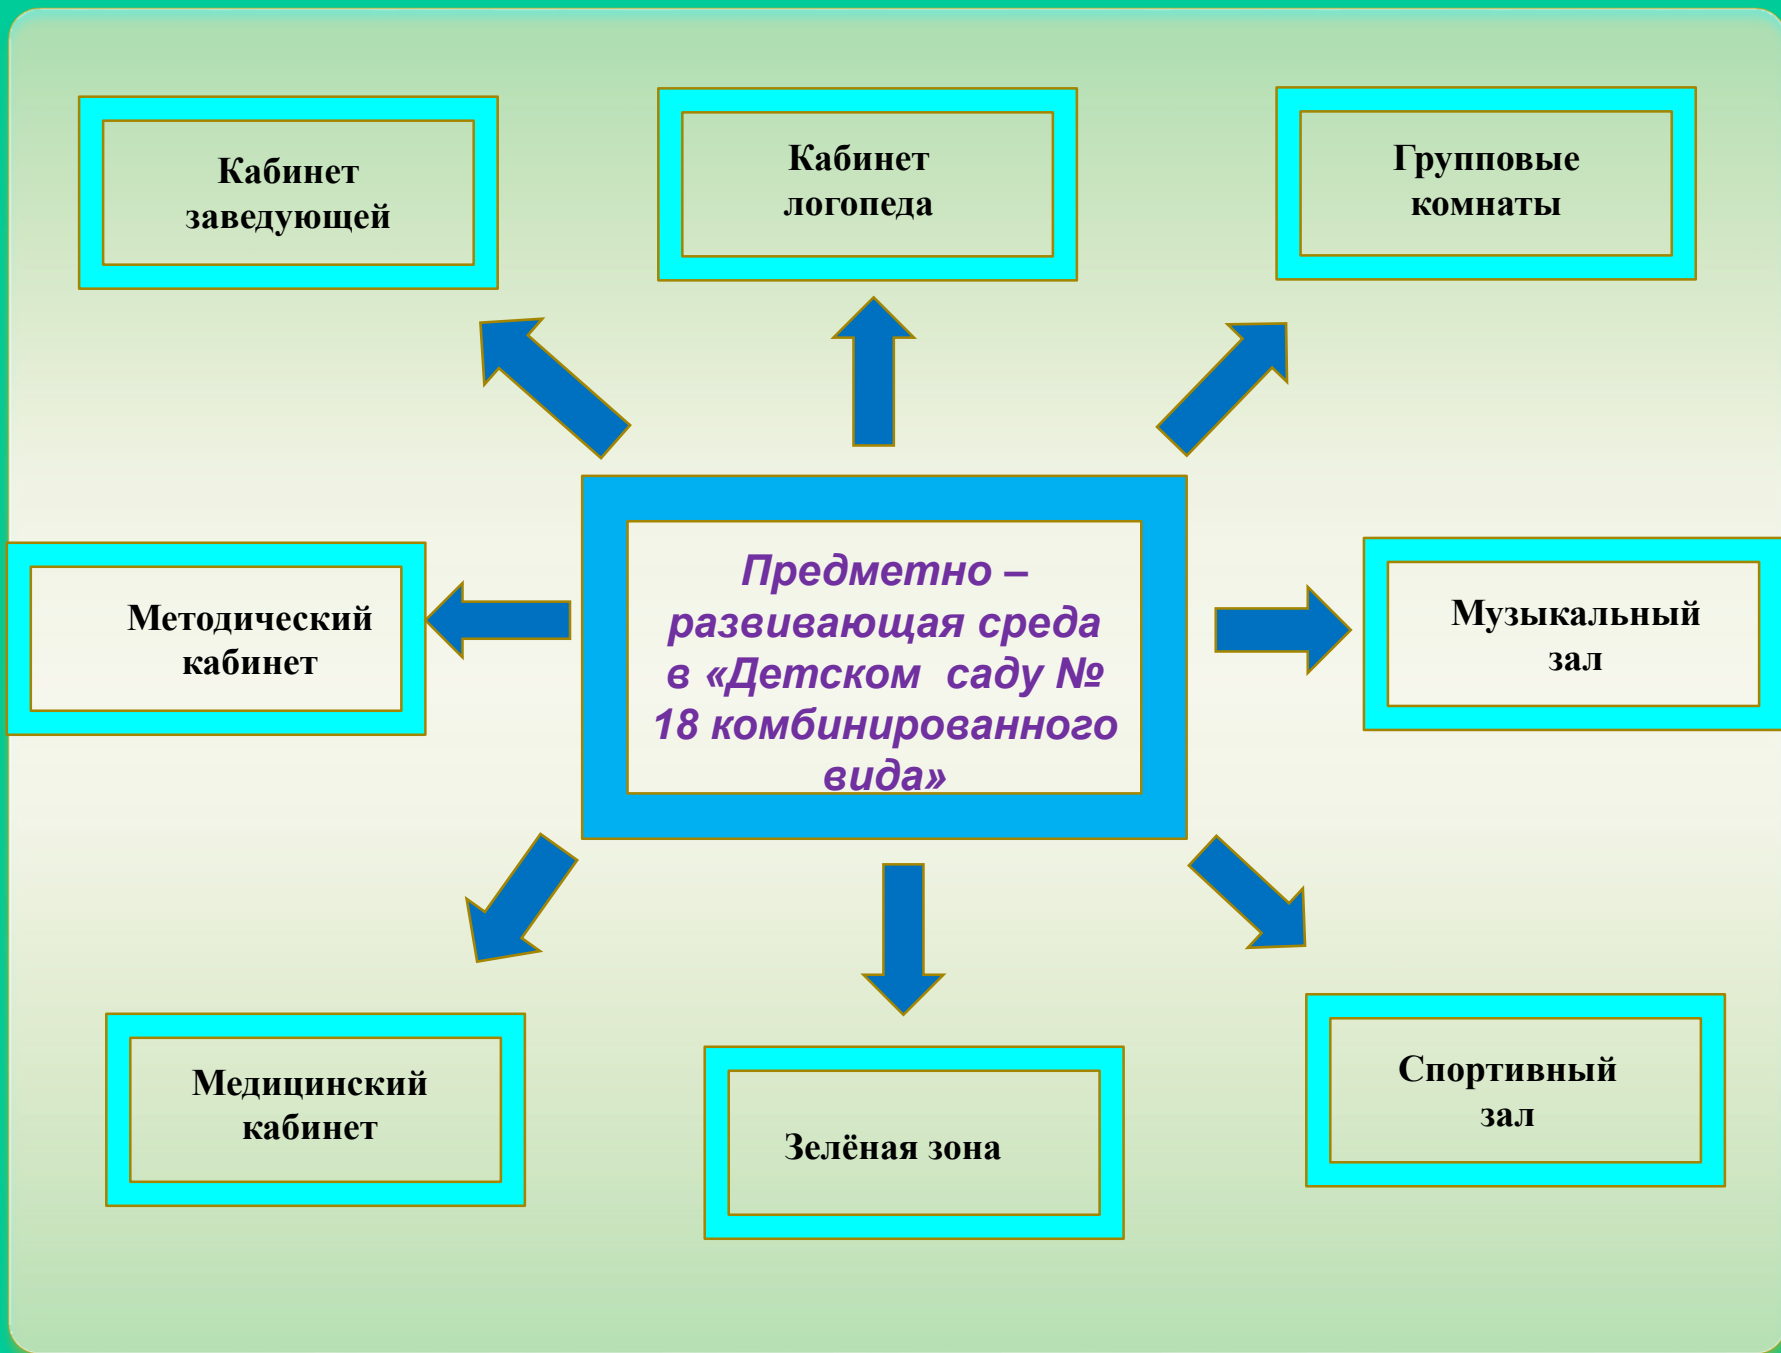 Кабинет
заведующей
Кабинет
логопеда
Групповые
комнаты
Методический
кабинет
Предметно –
развивающая среда
в «Детском саду №
18 комбинированного
вида»
Музыкальный
зал
Медицинский
кабинет
Зелёная зона
Спортивный
зал